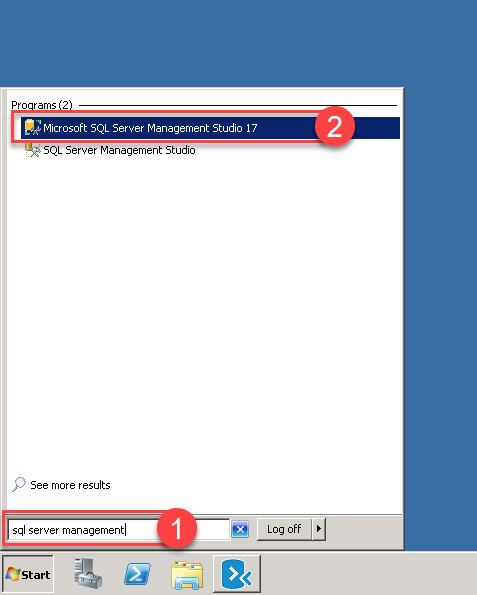 Programs (2)
Microsoft SQL Server Management Studio 17
2
SQL Server Management Studio
See more results
sql server management
1
Log off
Start